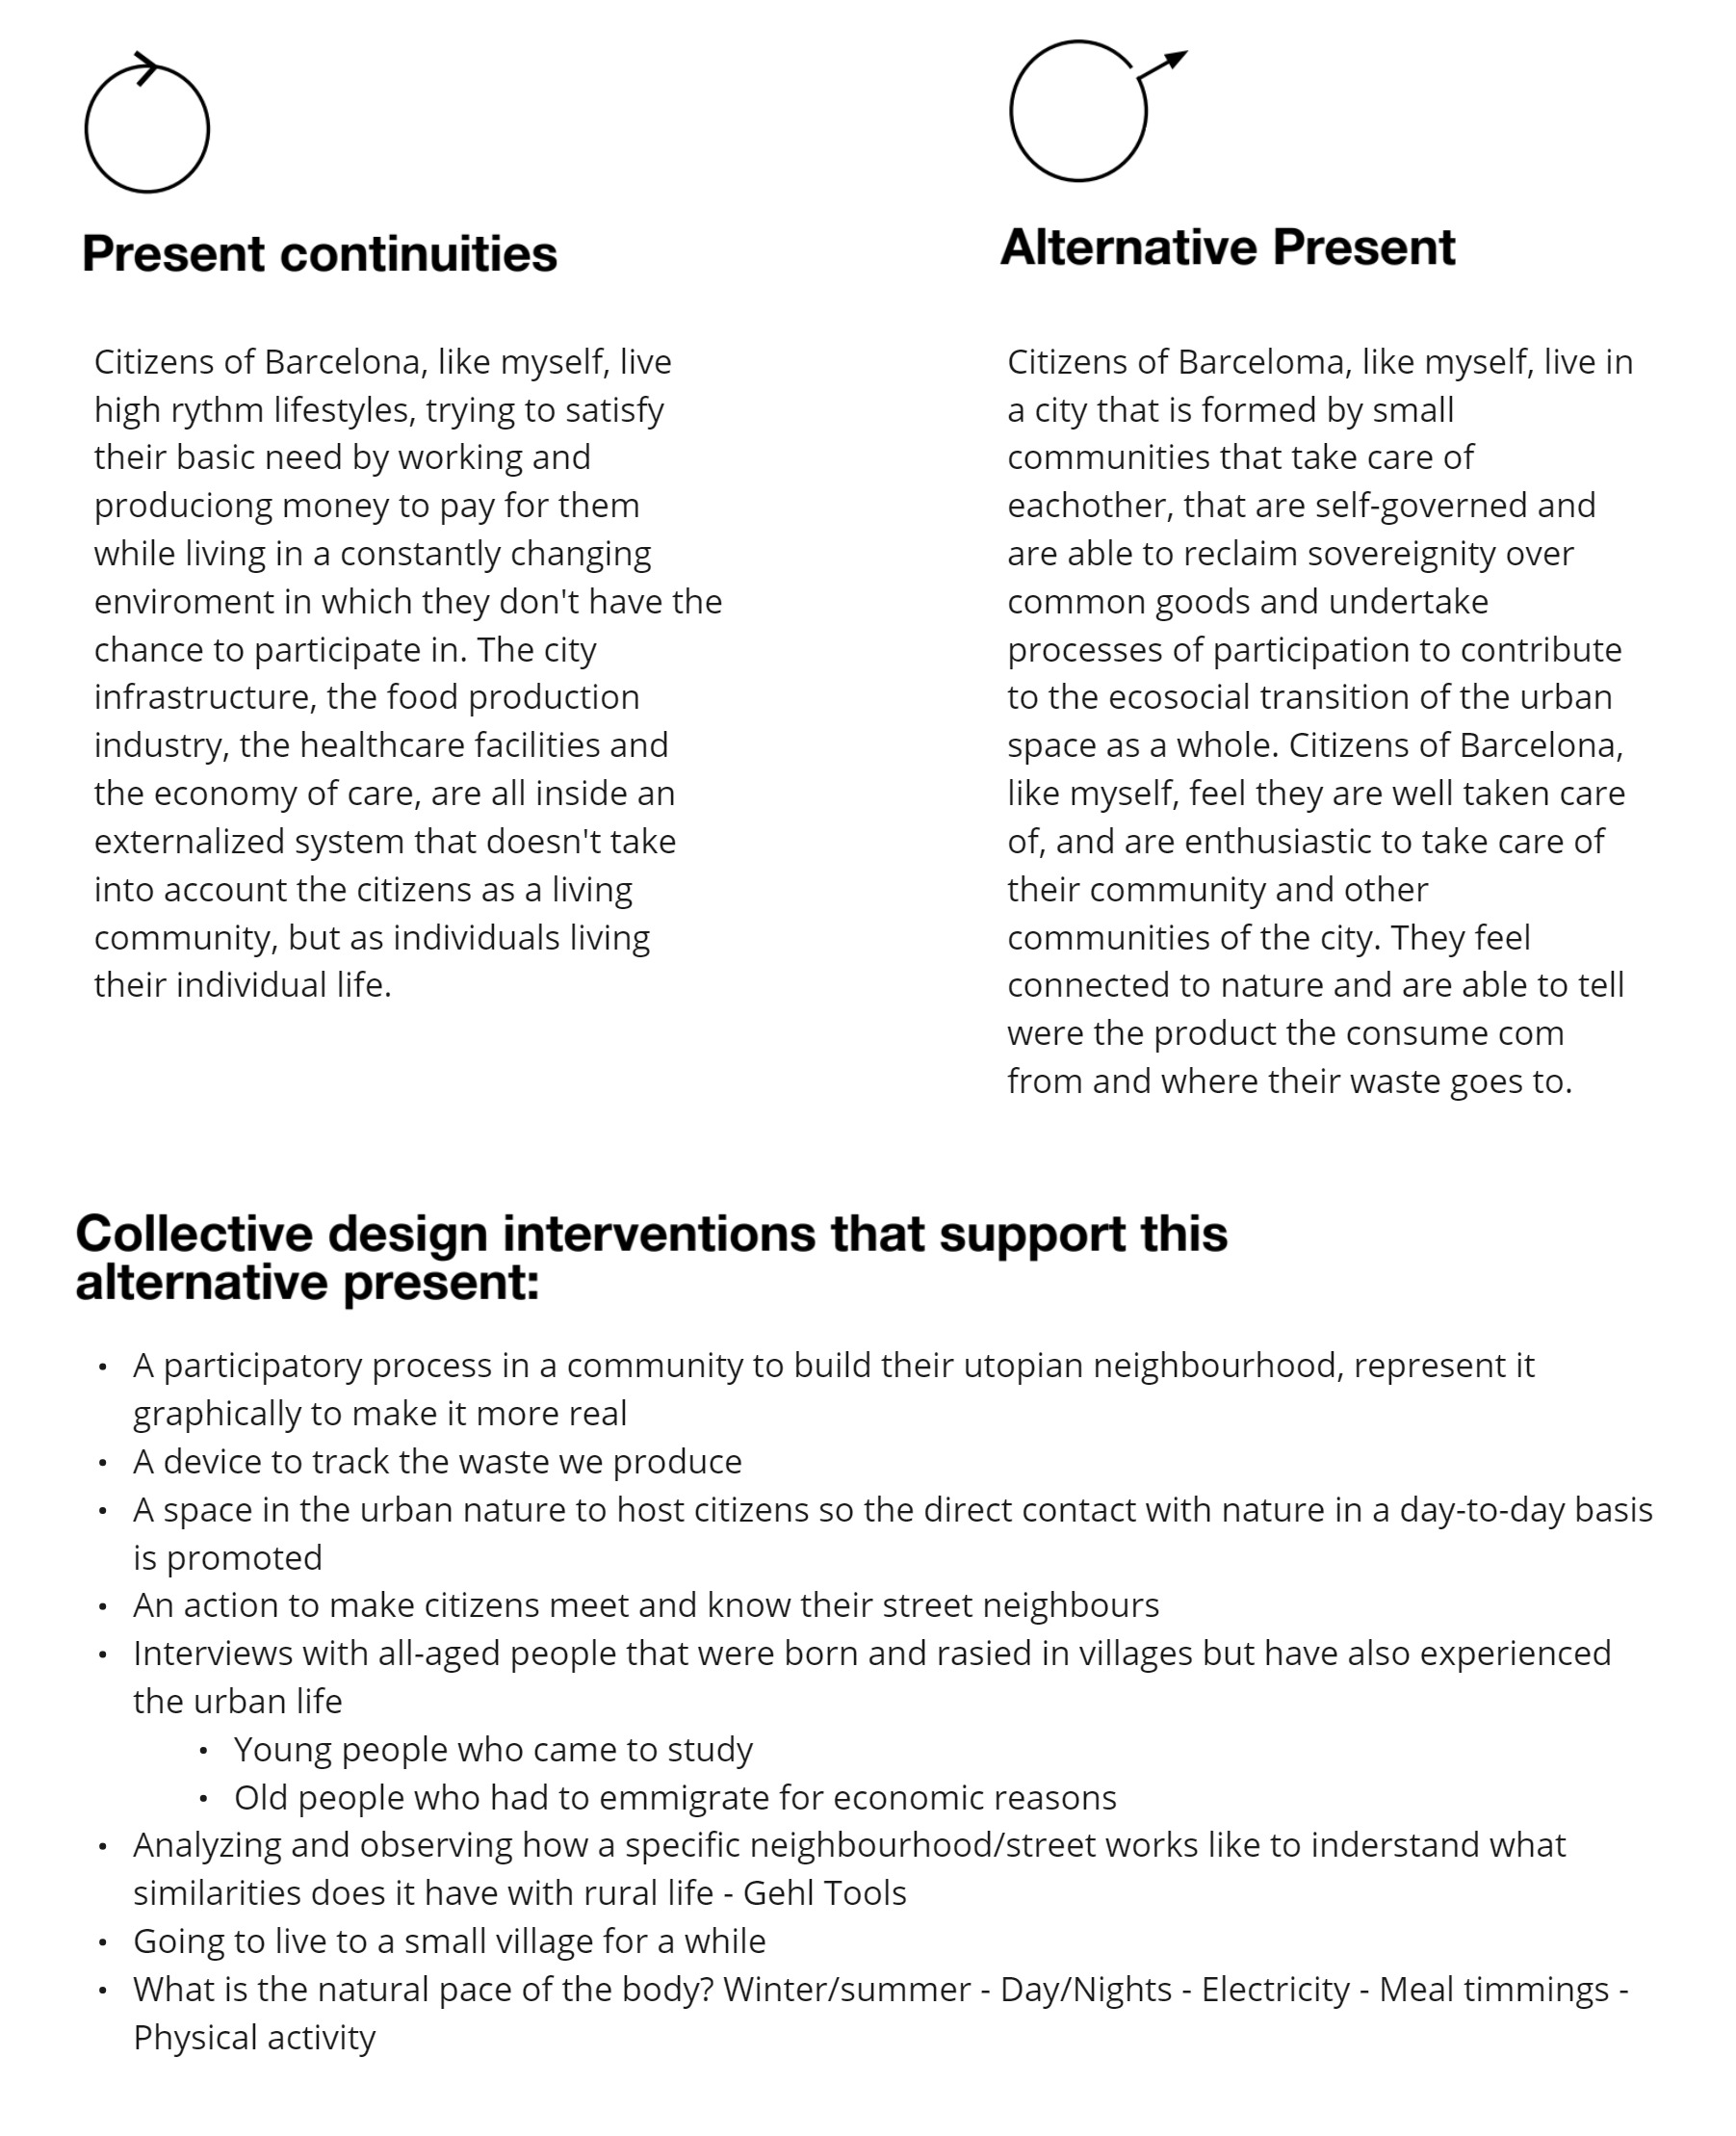 Present continuities
Citizens of Barcelona, like myself, live
high rythm lifestyles, trying to satisfy
their basic need by working and
produciong money to pay for them
while living in a constantly changing
enviroment in which they don't have the
chance to participate in. The city
infrastructure, the food production
industry, the healthcare facilities and
the economy of care, are all inside an
externalized system that doesn't take
into account the citizens as a living
community, but as individuals living
their individual life.
Alternative Present
Citizens of Barceloma, like myself, live in
a city that is formed by small
communities that take care of
eachother, that are self-governed and
are able to reclaim sovereignity over
common goods and undertake
processes of participation to contribute
to the ecosocial transition of the urban
space as a whole. Citizens of Barcelona,
like myself, feel they are well taken care
of, and are enthusiastic to take care of
their community and other
communities of the city. They feel
connected to nature and are able to tell
were the product the consume com
from and where their waste goes to.
Collective design interventions that support this
alternative present:
• A participatory process in a community to build their utopian neighbourhood, represent it
graphically to make it more real
• A device to track the waste we produce
• A space in the urban nature to host citizens so the direct contact with nature in a day-to-day basis
is promoted
• An action to make citizens meet and know their street neighbours
• Interviews with all-aged people that were born and rasied in villages but have also experienced
the urban life
• Young people who came to study
• Old people who had to emmigrate for economic reasons
• Analyzing and observing how a specific neighbourhood/street works like to inderstand what
similarities does it have with rural life - Gehl Tools
• Going to live to a small village for a while
• What is the natural pace of the body? Winter/summer - Day/Nights - Electricity - Meal timmings -
Physical activity